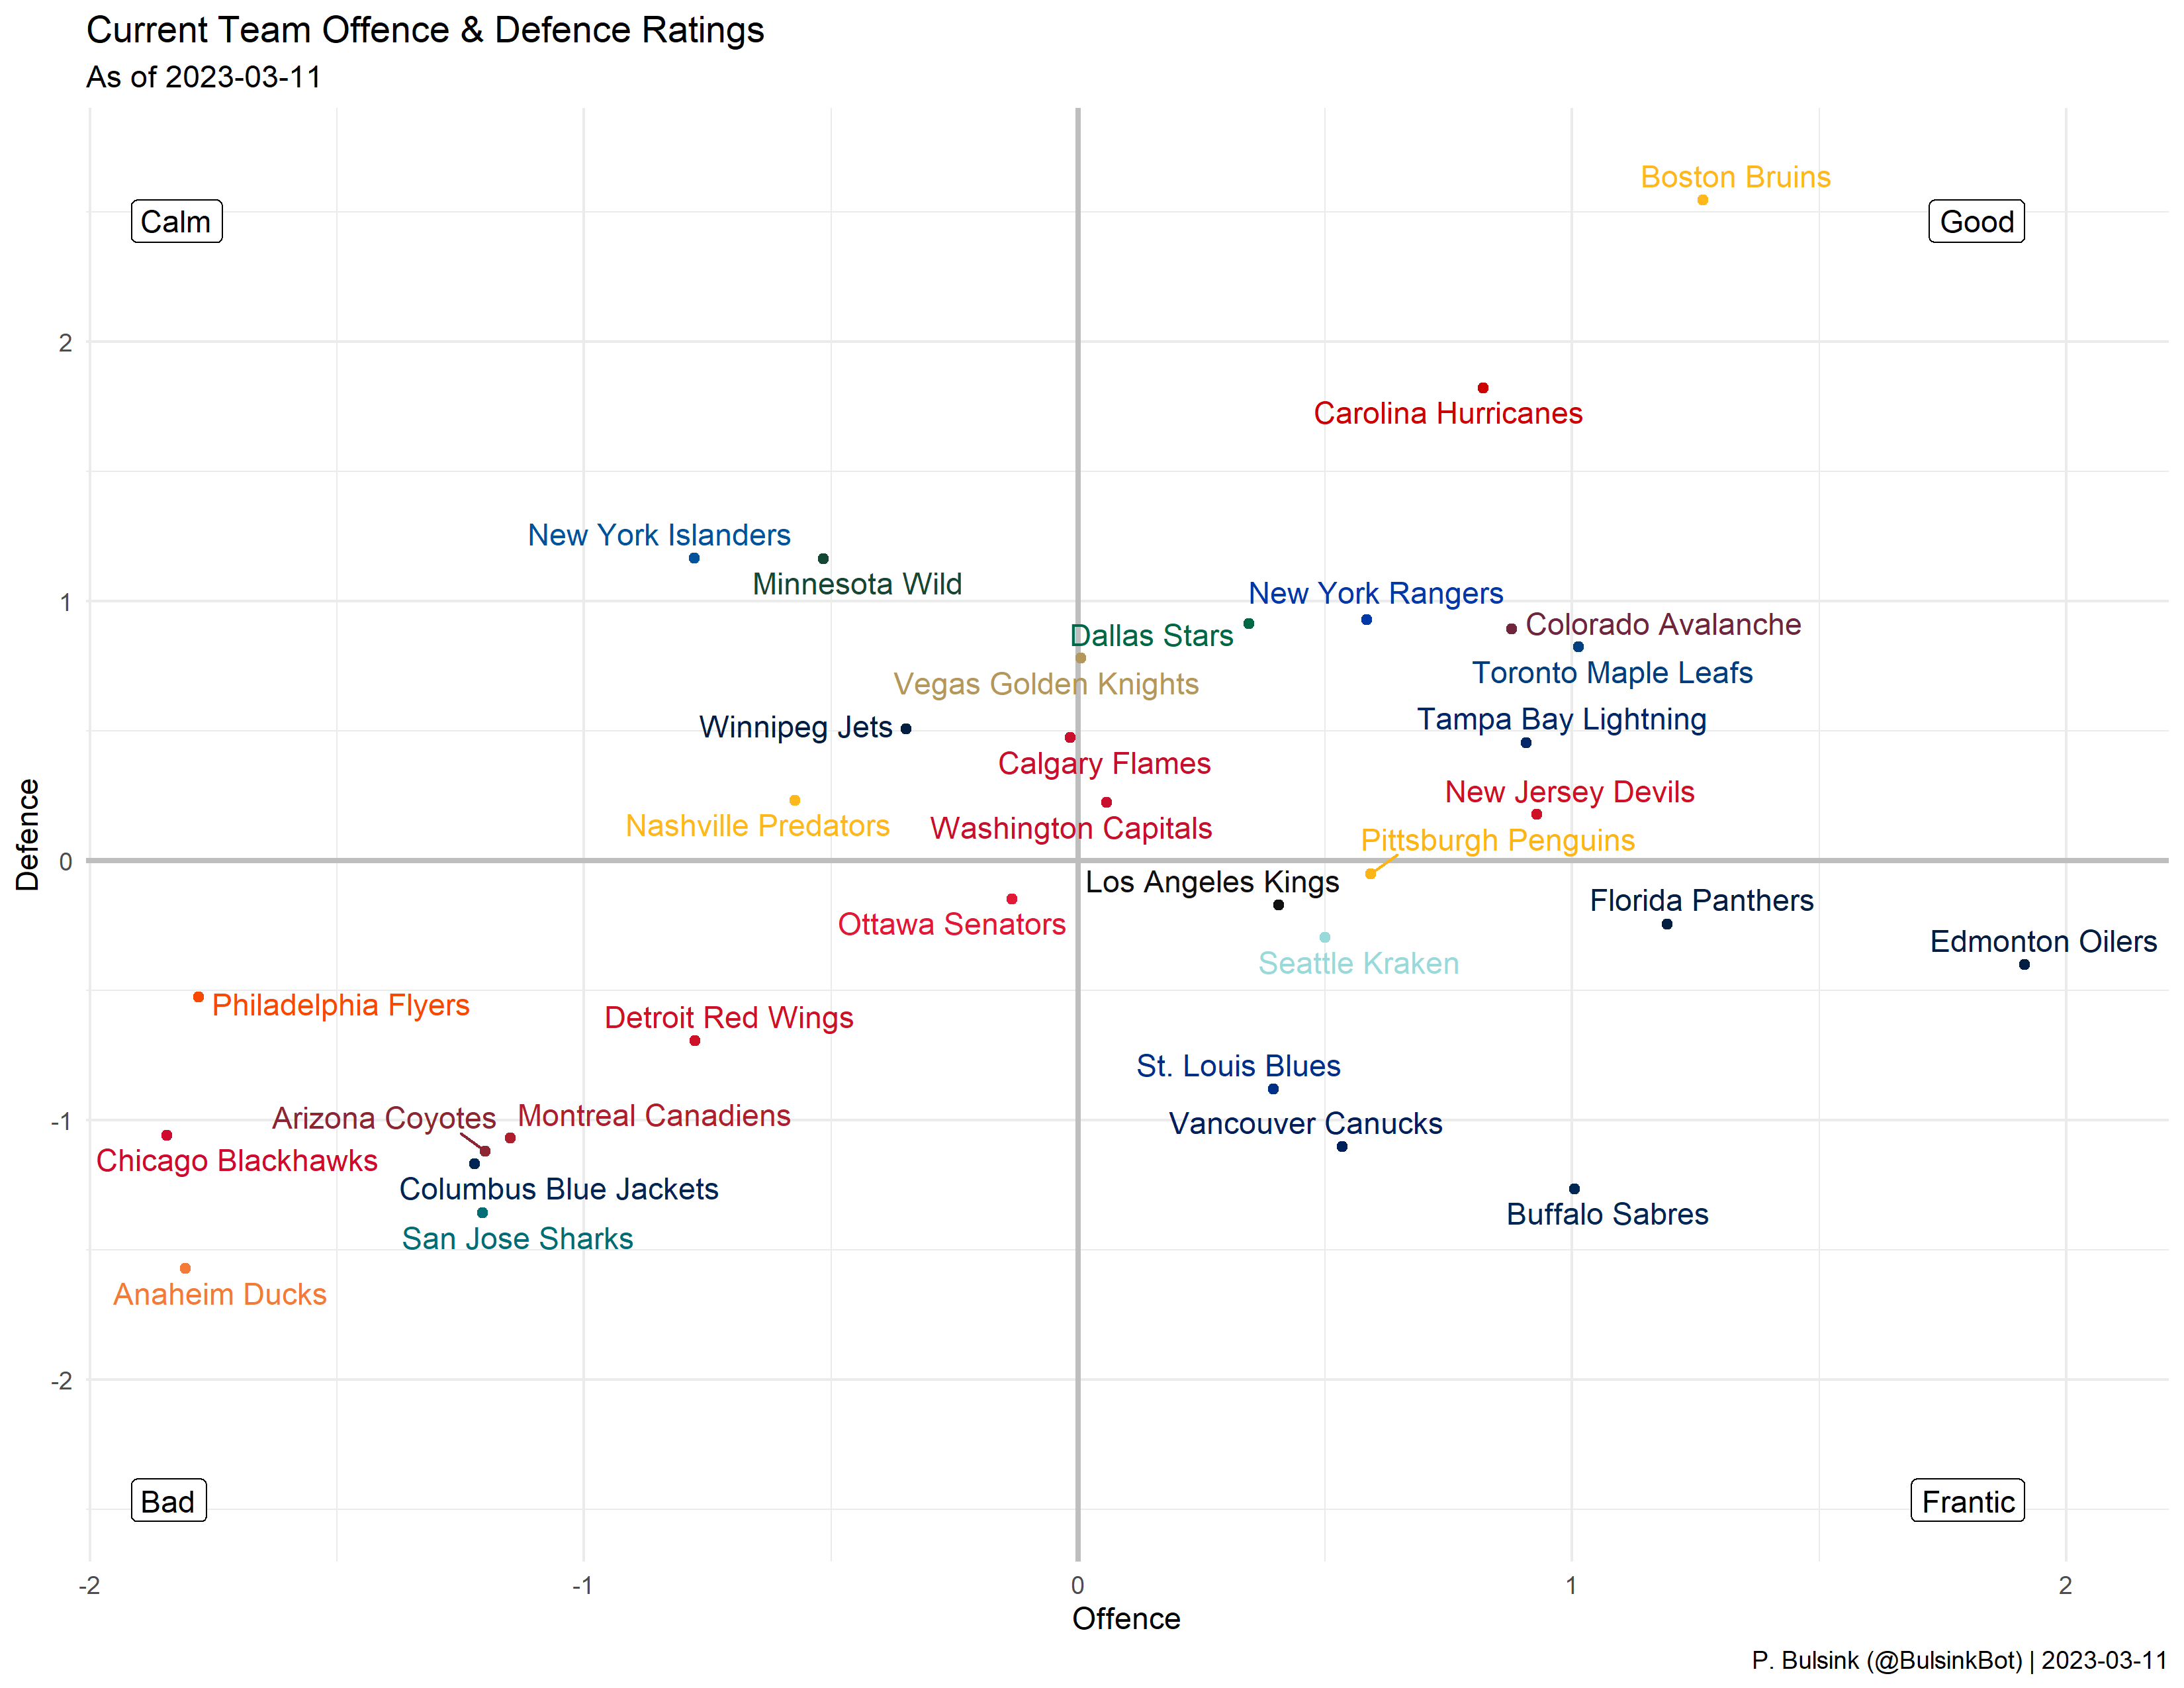 Current Team Offence & Defence Ratings
As of 2023-03-11
Boston Bruins
Calm
Good
2
Carolina Hurricanes
New York Islanders
Minnesota Wild
New York Rangers
1
Colorado Avalanche
Dallas Stars
Toronto Maple Leafs
Vegas Golden Knights
Tampa Bay Lightning
Winnipeg Jets
Calgary Flames
New Jersey Devils
Nashville Predators
Washington Capitals
Pittsburgh Penguins
Defence
0
Los Angeles Kings
Florida Panthers
Ottawa Senators
Edmonton Oilers
Seattle Kraken
Philadelphia Flyers
Detroit Red Wings
St. Louis Blues
-1
Arizona Coyotes
Montreal Canadiens
Vancouver Canucks
Chicago Blackhawks
Columbus Blue Jackets
Buffalo Sabres
San Jose Sharks
Anaheim Ducks
-2
Bad
Frantic
-2
-1
0
1
2
Offence
P. Bulsink (@BulsinkBot) | 2023-03-11